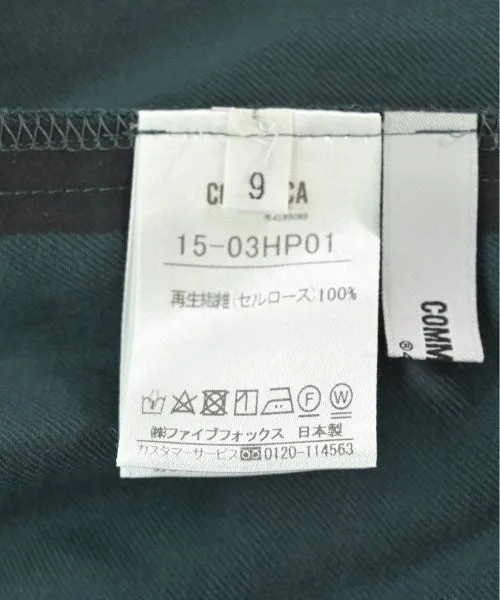 9
15-03HP01
再生繊維(セルロース)100%
F W
㈱ファイブフォックス 日本製
カスタマーサービス 0120-114563
COMM